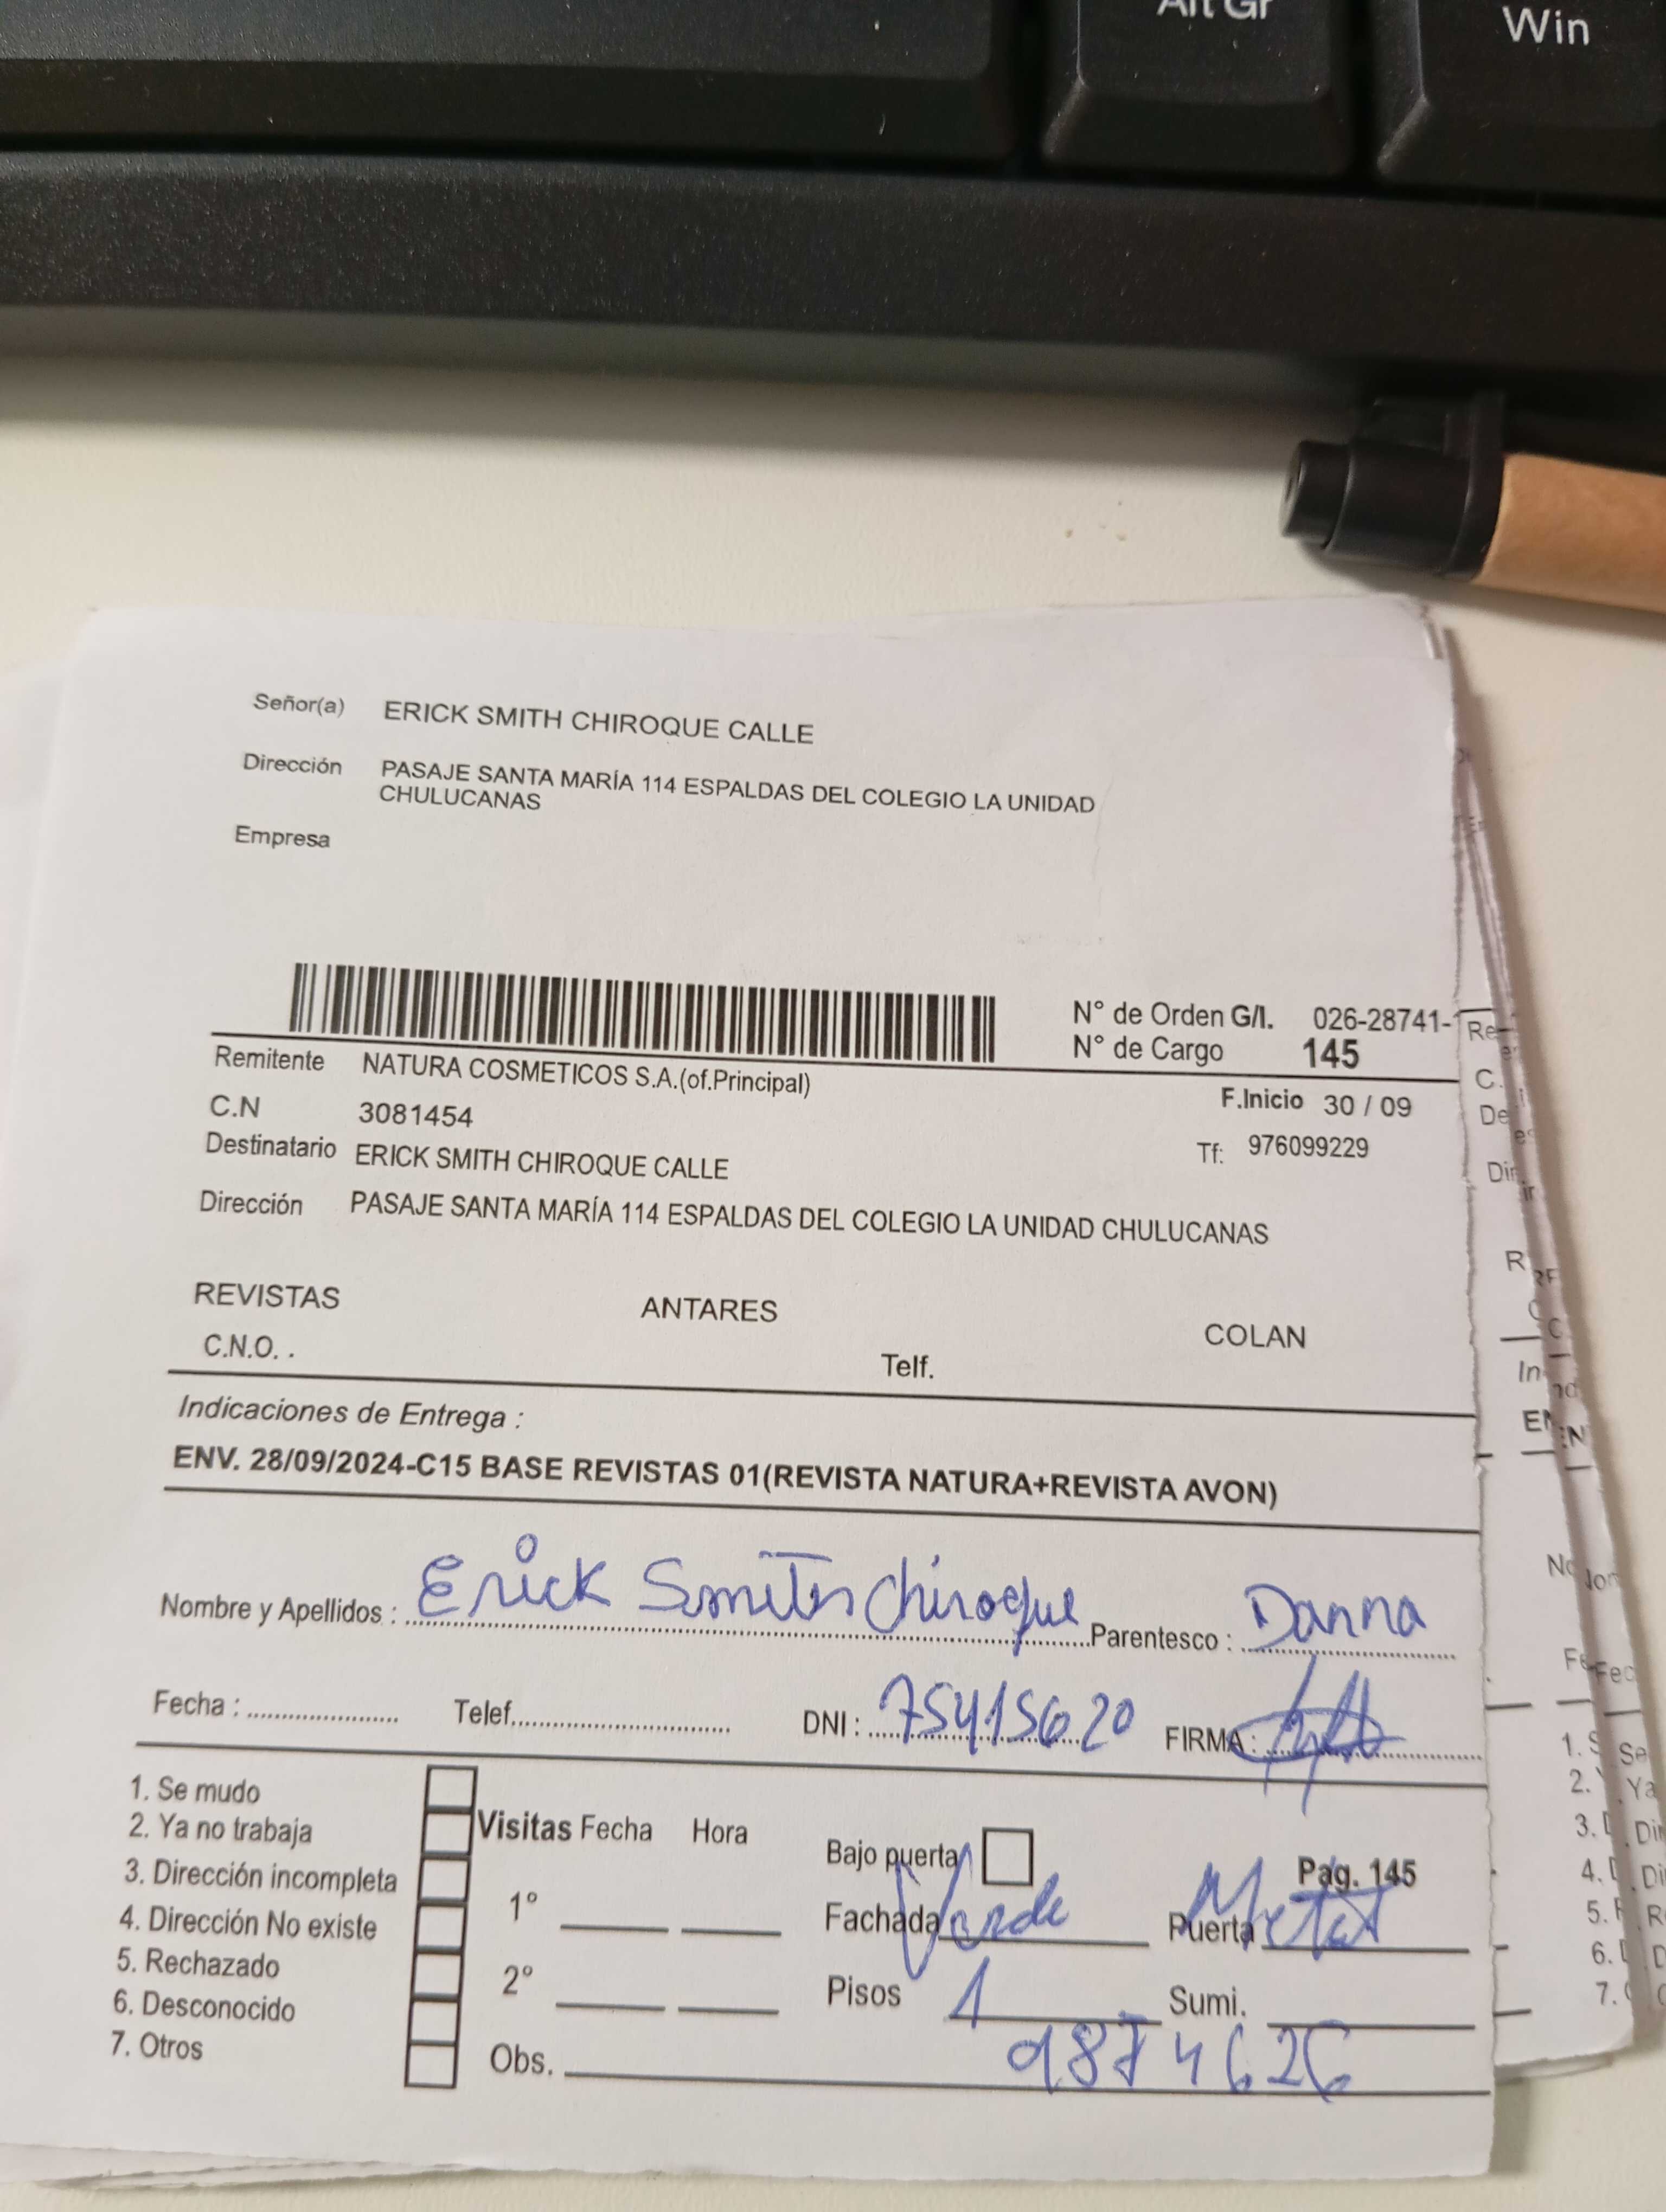 Alt Gr
Win
Señor(a) ERICK SMITH CHIROQUE CALLE
Dirección PASAJE SANTA MARÍA 114 ESPALDAS DEL COLEGIO LA UNIDAD
CHULUCANAS
Empresa
N° de Orden G/I. 026-28741-
N° de Cargo 145
Remitente NATURA COSMETICOS S.A.(of.Principal)
F.Inicio 30 / 09
C.N 3081454
Tf: 976099229
Destinatario ERICK SMITH CHIROQUE CALLE
Dirección PASAJE SANTA MARÍA 114 ESPALDAS DEL COLEGIO LA UNIDAD CHULUCANAS
REVISTAS ANTARES COLAN
C.N.O. . Telf.
Indicaciones de Entrega :
ENV. 28/09/2024-C15 BASE REVISTAS 01(REVISTA NATURA+REVISTA AVON)
Nombre y Apellidos : Erick Smith Chiroque Parentesco : Danna
Fecha : Telef. DNI : 75415620 FIRMA :
1. Se mudo
2. Ya no trabaja
3. Dirección incompleta
4. Dirección No existe
5. Rechazado
6. Desconocido
7. Otros
Visitas Fecha Hora
1°
2°
Obs.
Bajo puerta Pag. 145
Fachada Verde Puerta Metal
Pisos 1 Sumi.
9874626